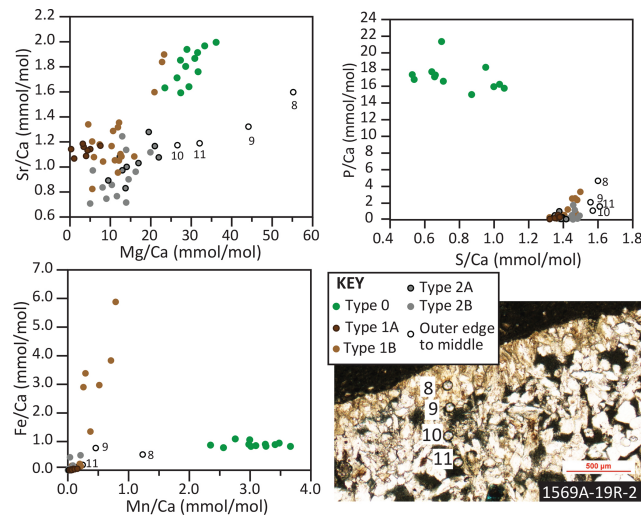 2.2
2.0
1.8
1.6
1.4
1.2
1.0
0.8
0.6
Sr/Ca (mmol/mol)
8
9
10
11
0 10 20 30 40 50 60
Mg/Ca (mmol/mol)
24
22
20
18
16
14
12
10
8
6
4
2
0
P/Ca (mmol/mol)
8
9
11
10
0.4 0.6 0.8 1.0 1.2 1.4 1.6 1.8
S/Ca (mmol/mol)
7.0
6.0
5.0
4.0
3.0
2.0
1.0
0.0
Fe/Ca (mmol/mol)
9
8
11
0.0 1.0 2.0 3.0 4.0
Mn/Ca (mmol/mol)
KEY
Type 0
Type 1A
Type 1B
Type 2A
Type 2B
Outer edge
to middle
8
9
10
11
500 µm
1569A-19R-2